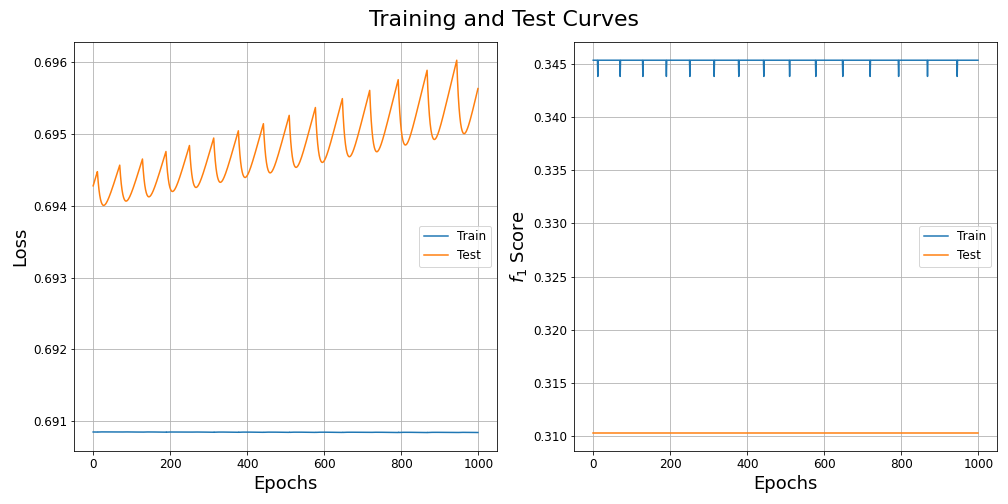 Training and Test Curves
0.696
0.695
0.694
0.693
0.692
0.691
Loss
0 200 400 600 800 1000
Epochs
Train
Test
0.345
0.340
0.335
0.330
0.325
0.320
0.315
0.310
f₁ Score
0 200 400 600 800 1000
Epochs
Train
Test